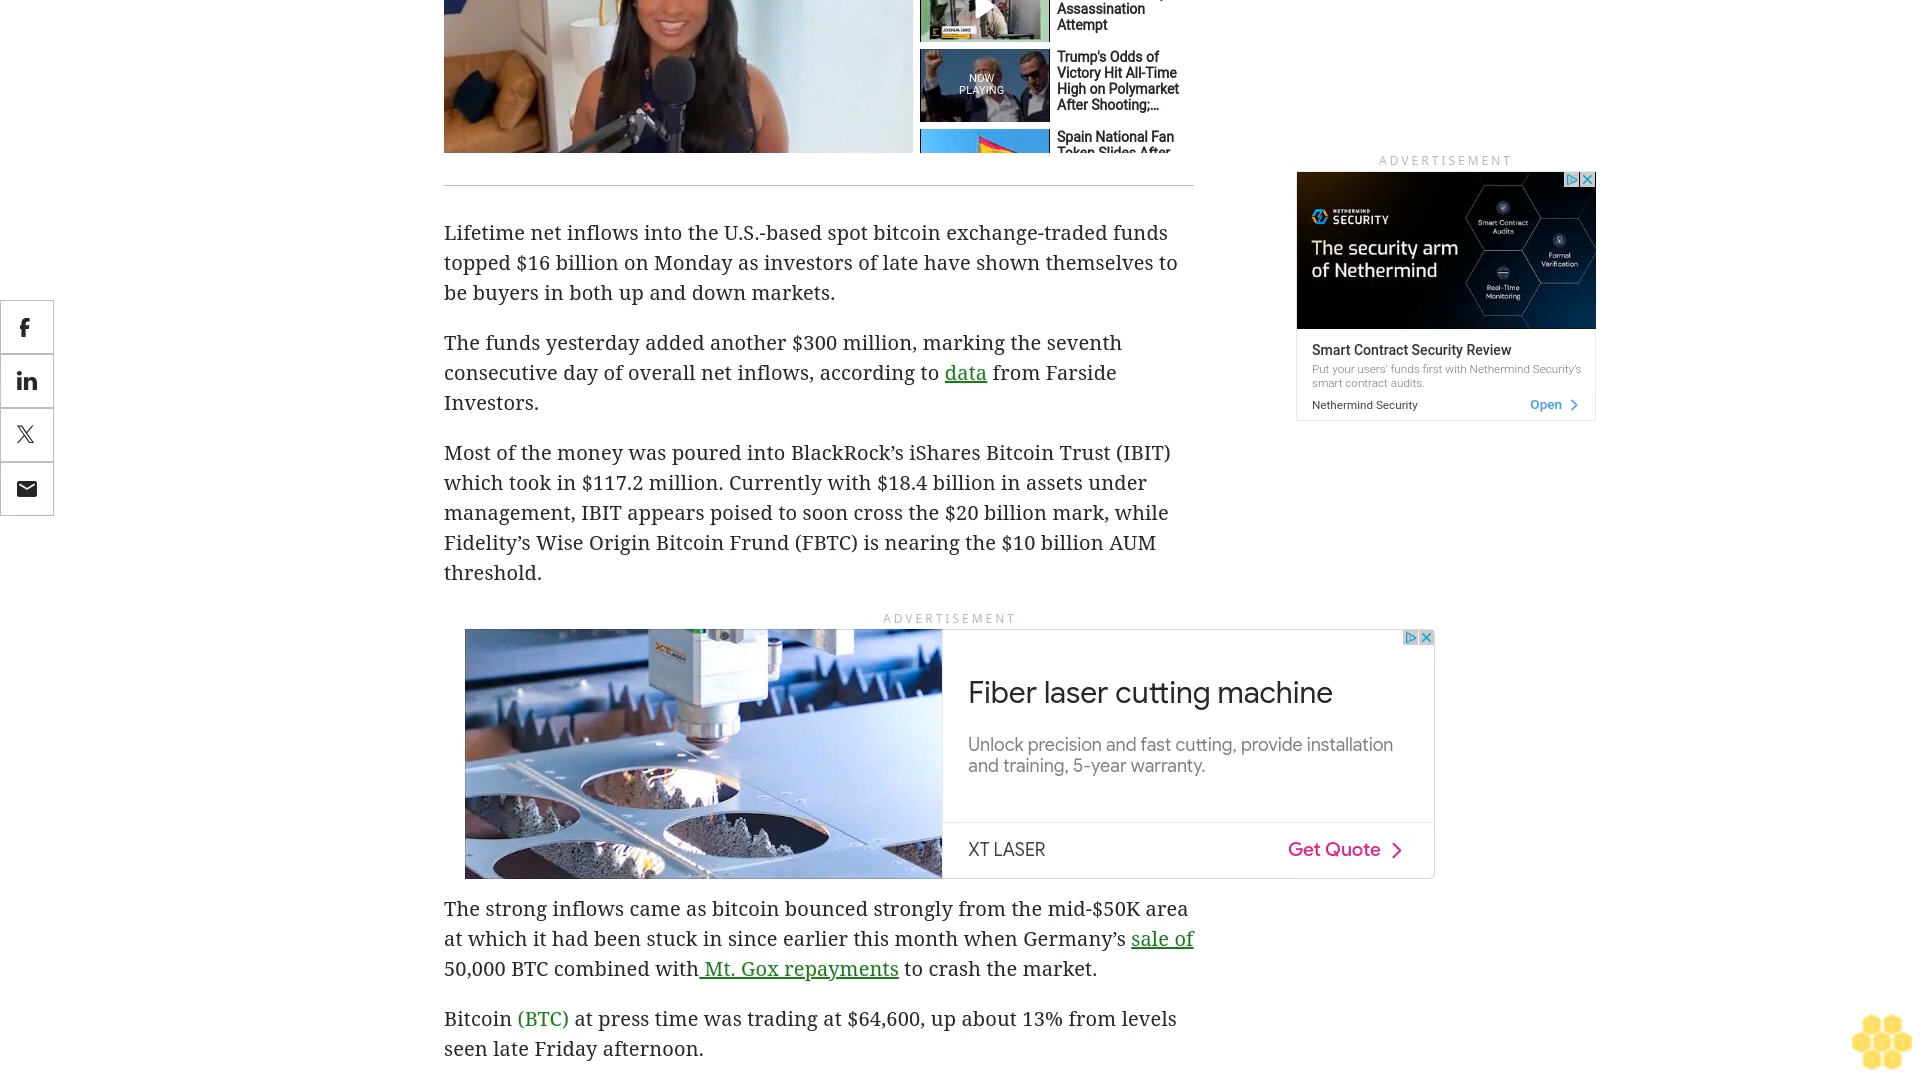 Assassination
Attempt
JOSHUA JAKE
NOW
PLAYING
Trump's Odds of
Victory Hit All-Time
High on Polymarket
After Shooting;...
Spain National Fan
Token Slides After
ADVERTISEMENT
NETHERMIND
SECURITY
The security arm
of Nethermind
Smart Contract
Audits
Formal
Verification
Real-Time
Monitoring
Smart Contract Security Review
Put your users' funds first with Nethermind Security's
smart contract audits.
Nethermind Security
Open
Lifetime net inflows into the U.S.-based spot bitcoin exchange-traded funds
topped $16 billion on Monday as investors of late have shown themselves to
be buyers in both up and down markets.
The funds yesterday added another $300 million, marking the seventh
consecutive day of overall net inflows, according to data from Farside
Investors.
Most of the money was poured into BlackRock’s iShares Bitcoin Trust (IBIT)
which took in $117.2 million. Currently with $18.4 billion in assets under
management, IBIT appears poised to soon cross the $20 billion mark, while
Fidelity’s Wise Origin Bitcoin Frund (FBTC) is nearing the $10 billion AUM
threshold.
ADVERTISEMENT
XT LASER
Fiber laser cutting machine
Unlock precision and fast cutting, provide installation
and training, 5-year warranty.
XT LASER
Get Quote
The strong inflows came as bitcoin bounced strongly from the mid-$50K area
at which it had been stuck in since earlier this month when Germany’s sale of
50,000 BTC combined with Mt. Gox repayments to crash the market.
Bitcoin (BTC) at press time was trading at $64,600, up about 13% from levels
seen late Friday afternoon.